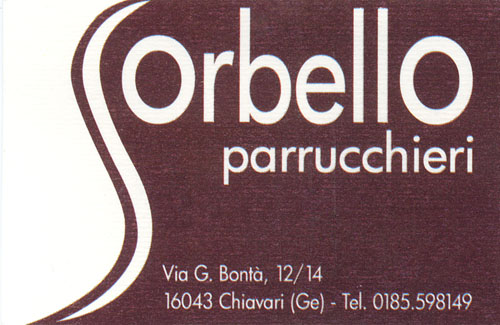 Sorbello
parrucchieri
Via G. Bontà, 12/14
16043 Chiavari (Ge) - Tel. 0185.598149